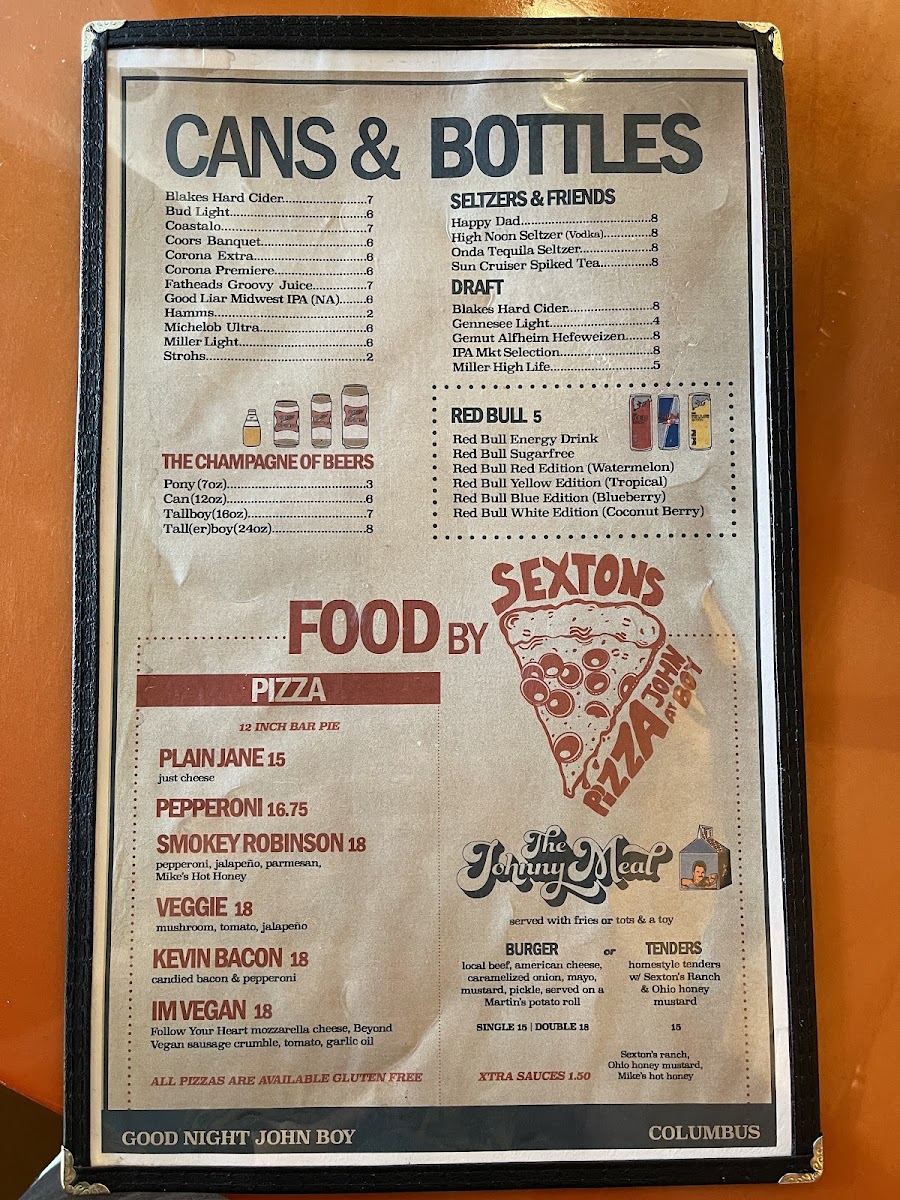 CANS & BOTTLES
Blakes Hard Cider........................7
Bud Light.......................................6
Coastalo.........................................7
Coors Banquet..............................6
Corona Extra................................6
Corona Premiere..........................6
Fatheads Groovy Juice...............7
Good Liar Midwest IPA (NA).......6
Hamms...........................................2
Michelob Ultra..............................6
Miller Light....................................6
Strohs.............................................2
THE CHAMPAGNE OF BEERS
Pony (7oz).......................................3
Can(12oz)........................................6
Tallboy(16oz).................................7
Tall(er)boy(24oz)..........................8
SELTZERS & FRIENDS
Happy Dad.....................................8
High Noon Seltzer (Vodka)..............8
Onda Tequila Seltzer....................8
Sun Cruiser Spiked Tea...............8
DRAFT
Blakes Hard Cider........................8
Gennesee Light.............................4
Gemut Alfheim Hefeweizen........8
IPA Mkt Selection..........................8
Miller High Life.............................5
RED BULL 5
Red Bull Energy Drink
Red Bull Sugarfree
Red Bull Red Edition (Watermelon)
Red Bull Yellow Edition (Tropical)
Red Bull Blue Edition (Blueberry)
Red Bull White Edition (Coconut Berry)
FOOD BY
SEXTONS
PIZZA
JOHN
AT BOY
PIZZA
12 INCH BAR PIE
PLAIN JANE 15
just cheese
PEPPERONI 16.75
SMOKEY ROBINSON 18
pepperoni, jalapeño, parmesan,
Mike's Hot Honey
VEGGIE 18
mushroom, tomato, jalapeño
KEVIN BACON 18
candied bacon & pepperoni
IM VEGAN 18
Follow Your Heart mozzarella cheese, Beyond
Vegan sausage crumble, tomato, garlic oil
ALL PIZZAS ARE AVAILABLE GLUTEN FREE
The
Johnny Meal
served with fries or tots & a toy
BURGER
local beef, american cheese,
caramelized onion, mayo,
mustard, pickle, served on a
Martin's potato roll
SINGLE 15 | DOUBLE 18
or
TENDERS
homestyle tenders
w/ Sexton's Ranch
& Ohio honey
mustard
15
XTRA SAUCES 1.50
Sexton's ranch,
Ohio honey mustard,
Mike's hot honey
GOOD NIGHT JOHN BOY
COLUMBUS